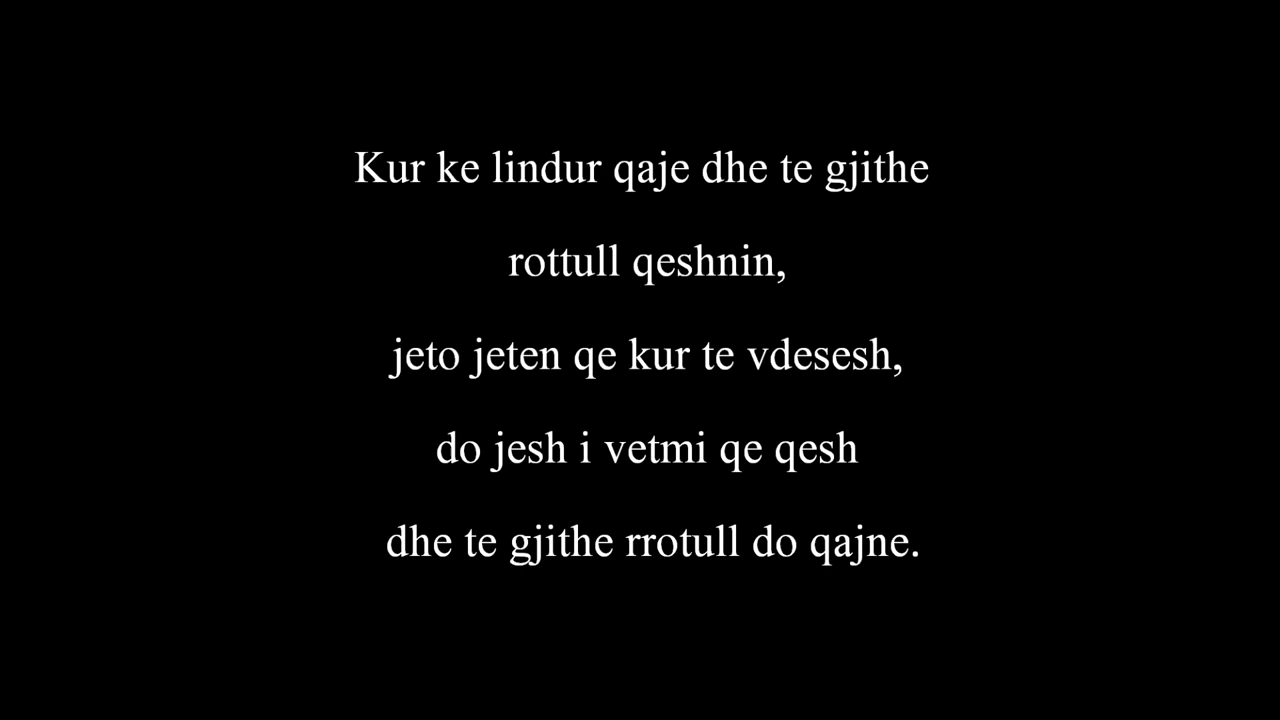 Kur ke lindur qaje dhe te gjithe
rottull qeshnin,
jeto jeten qe kur te vdesesh,
do jesh i vetmi qe qesh
dhe te gjithe rrotull do qajne.